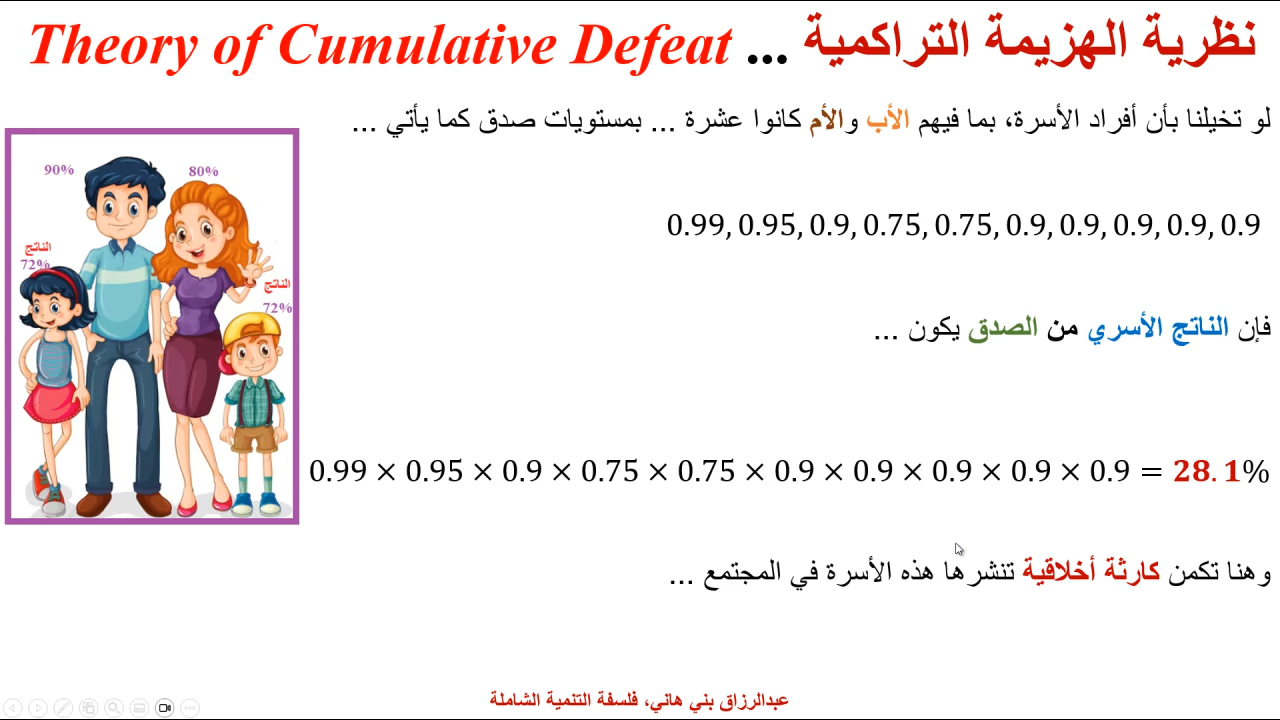 نظرية الهزيمة التراكمية ... Theory of Cumulative Defeat
لو تخيلنا بأن أفراد الأسرة، بما فيهم الأب والأم كانوا عشرة ... بمستويات صدق كما يأتي ...
90%
80%
0.99, 0.95, 0.9, 0.75, 0.75, 0.9, 0.9, 0.9, 0.9, 0.9
الناتج
72%
الناتج
72%
فإن الناتج الأسري من الصدق يكون ...
0.99 × 0.95 × 0.9 × 0.75 × 0.75 × 0.9 × 0.9 × 0.9 × 0.9 × 0.9 = 28.1%
وهنا تكمن كارثة أخلاقية تنشرها هذه الأسرة في المجتمع ...
عبدالرزاق بني هاني، فلسفة التنمية الشاملة